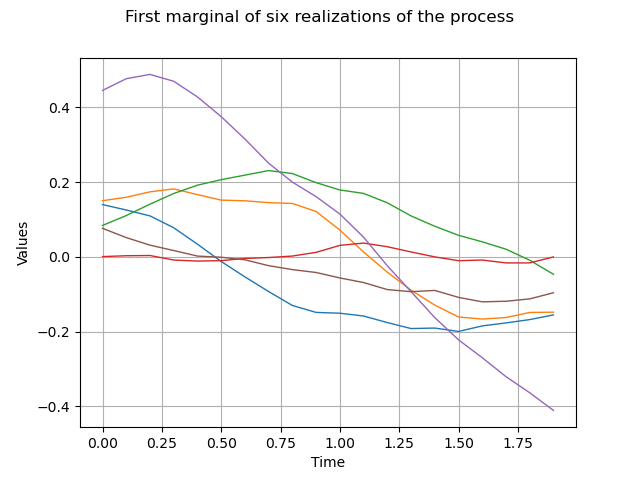 First marginal of six realizations of the process
0.4
0.2
0.0
−0.2
−0.4
Values
0.00 0.25 0.50 0.75 1.00 1.25 1.50 1.75
Time